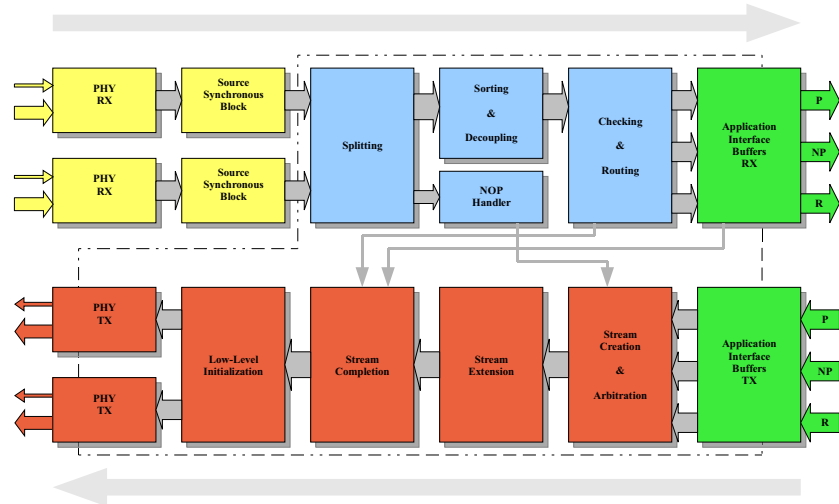 PHY
RX
Source
Synchronous
Block
Splitting
Sorting
&
Decoupling
Checking
&
Routing
Application
Interface
Buffers
RX
P
NP
R
PHY
RX
Source
Synchronous
Block
NOP
Handler
PHY
TX
Low-Level
Initialization
Stream
Completion
Stream
Extension
Stream
Creation
&
Arbitration
Application
Interface
Buffers
TX
P
NP
R
PHY
TX